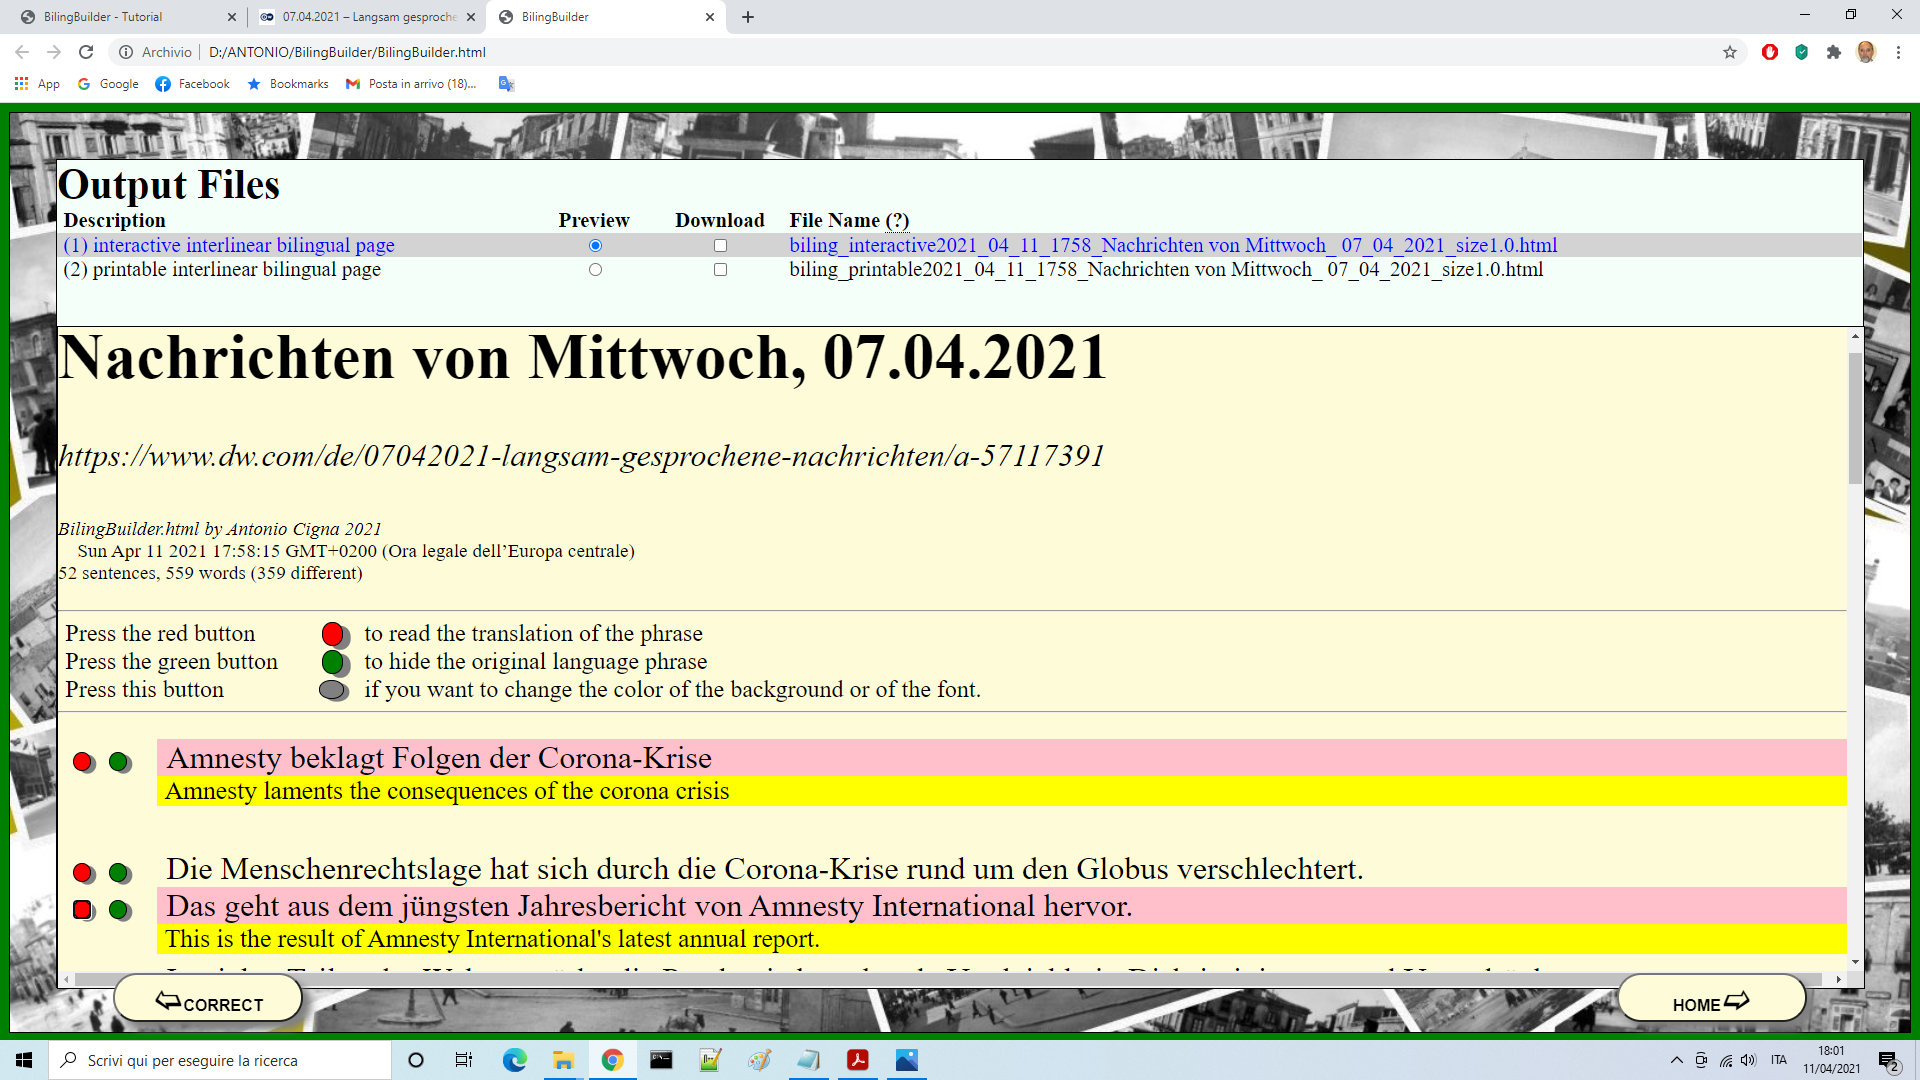 BilingBuilder - Tutorial
07.04.2021 – Langsam gesproche
BilingBuilder
Archivio
D:/ANTONIO/BilingBuilder/BilingBuilder.html
App
Google
Facebook
Bookmarks
Posta in arrivo (18)...
Output Files
Description Preview Download File Name (?)
(1) interactive interlinear bilingual page biling_interactive2021_04_11_1758_Nachrichten von Mittwoch_ 07_04_2021_size1.0.html
(2) printable interlinear bilingual page biling_printable2021_04_11_1758_Nachrichten von Mittwoch_ 07_04_2021_size1.0.html
Nachrichten von Mittwoch, 07.04.2021
https://www.dw.com/de/07042021-langsam-gesprochene-nachrichten/a-57117391
BilingBuilder.html by Antonio Cigna 2021
Sun Apr 11 2021 17:58:15 GMT+0200 (Ora legale dell’Europa centrale)
52 sentences, 559 words (359 different)
Press the red button to read the translation of the phrase
Press the green button to hide the original language phrase
Press this button if you want to change the color of the background or of the font.
Amnesty beklagt Folgen der Corona-Krise
Amnesty laments the consequences of the corona crisis
Die Menschenrechtslage hat sich durch die Corona-Krise rund um den Globus verschlechtert.
Das geht aus dem jüngsten Jahresbericht von Amnesty International hervor.
This is the result of Amnesty International's latest annual report.
CORRECT
HOME
Scrivi qui per eseguire la ricerca
ITA
18:01
11/04/2021
2